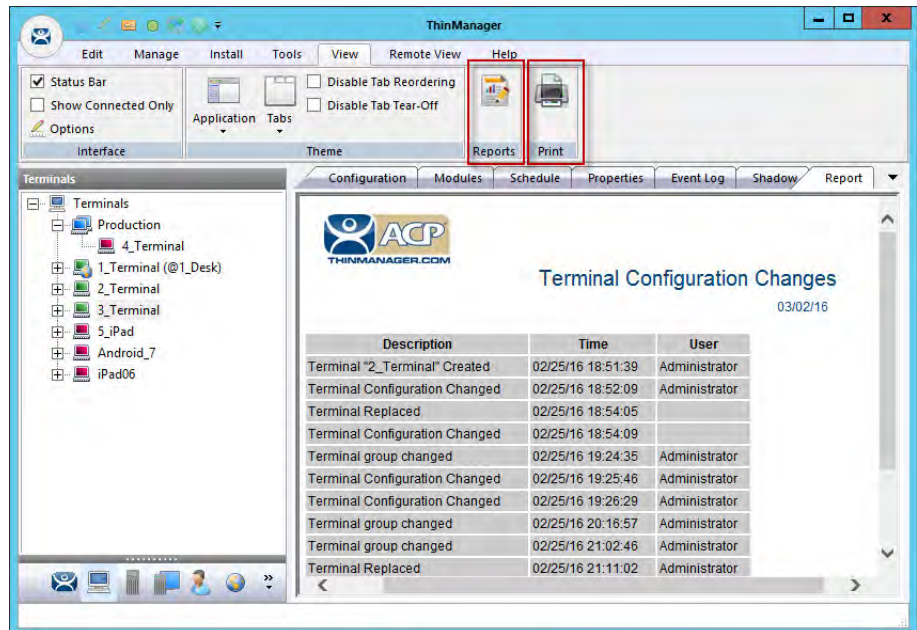 ThinManager
Edit Manage Install Tools View Remote View Help
Status Bar
Show Connected Only
Options
Interface
Application Tabs
Disable Tab Reordering
Disable Tab Tear-Off
Theme
Reports
Print
Reports Print
Terminals
Terminals
Production
4_Terminal
1_Terminal (@1_Desk)
2_Terminal
3_Terminal
5_iPad
Android_7
iPad06
Configuration Modules Schedule Properties Event Log Shadow Report
ACP
THINMANAGER.COM
Terminal Configuration Changes
03/02/16
Description Time User
Terminal "2_Terminal" Created 02/25/16 18:51:39 Administrator
Terminal Configuration Changed 02/25/16 18:52:09 Administrator
Terminal Replaced 02/25/16 18:54:05
Terminal Configuration Changed 02/25/16 18:54:09
Terminal group changed 02/25/16 19:24:35 Administrator
Terminal Configuration Changed 02/25/16 19:25:46 Administrator
Terminal Configuration Changed 02/25/16 19:26:29 Administrator
Terminal group changed 02/25/16 20:16:57 Administrator
Terminal group changed 02/25/16 21:02:46 Administrator
Terminal Replaced 02/25/16 21:11:02 Administrator